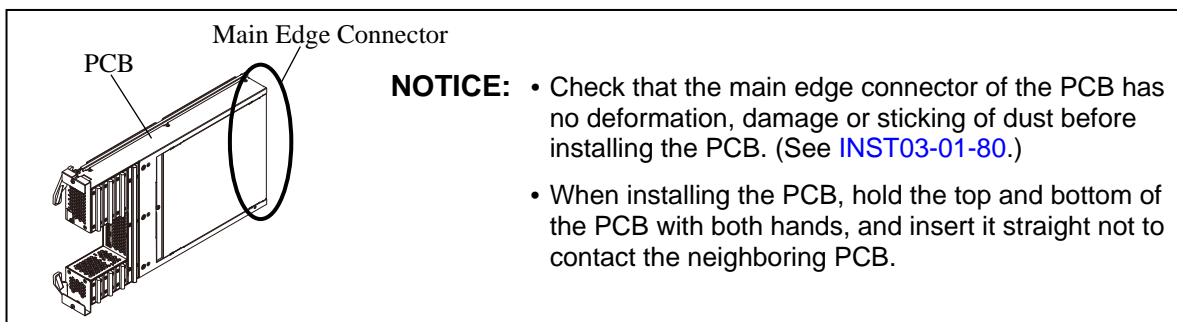 Main Edge Connector
PCB
NOTICE: • Check that the main edge connector of the PCB has
no deformation, damage or sticking of dust before
installing the PCB. (See INST03-01-80.)
• When installing the PCB, hold the top and bottom of
the PCB with both hands, and insert it straight not to
contact the neighboring PCB.